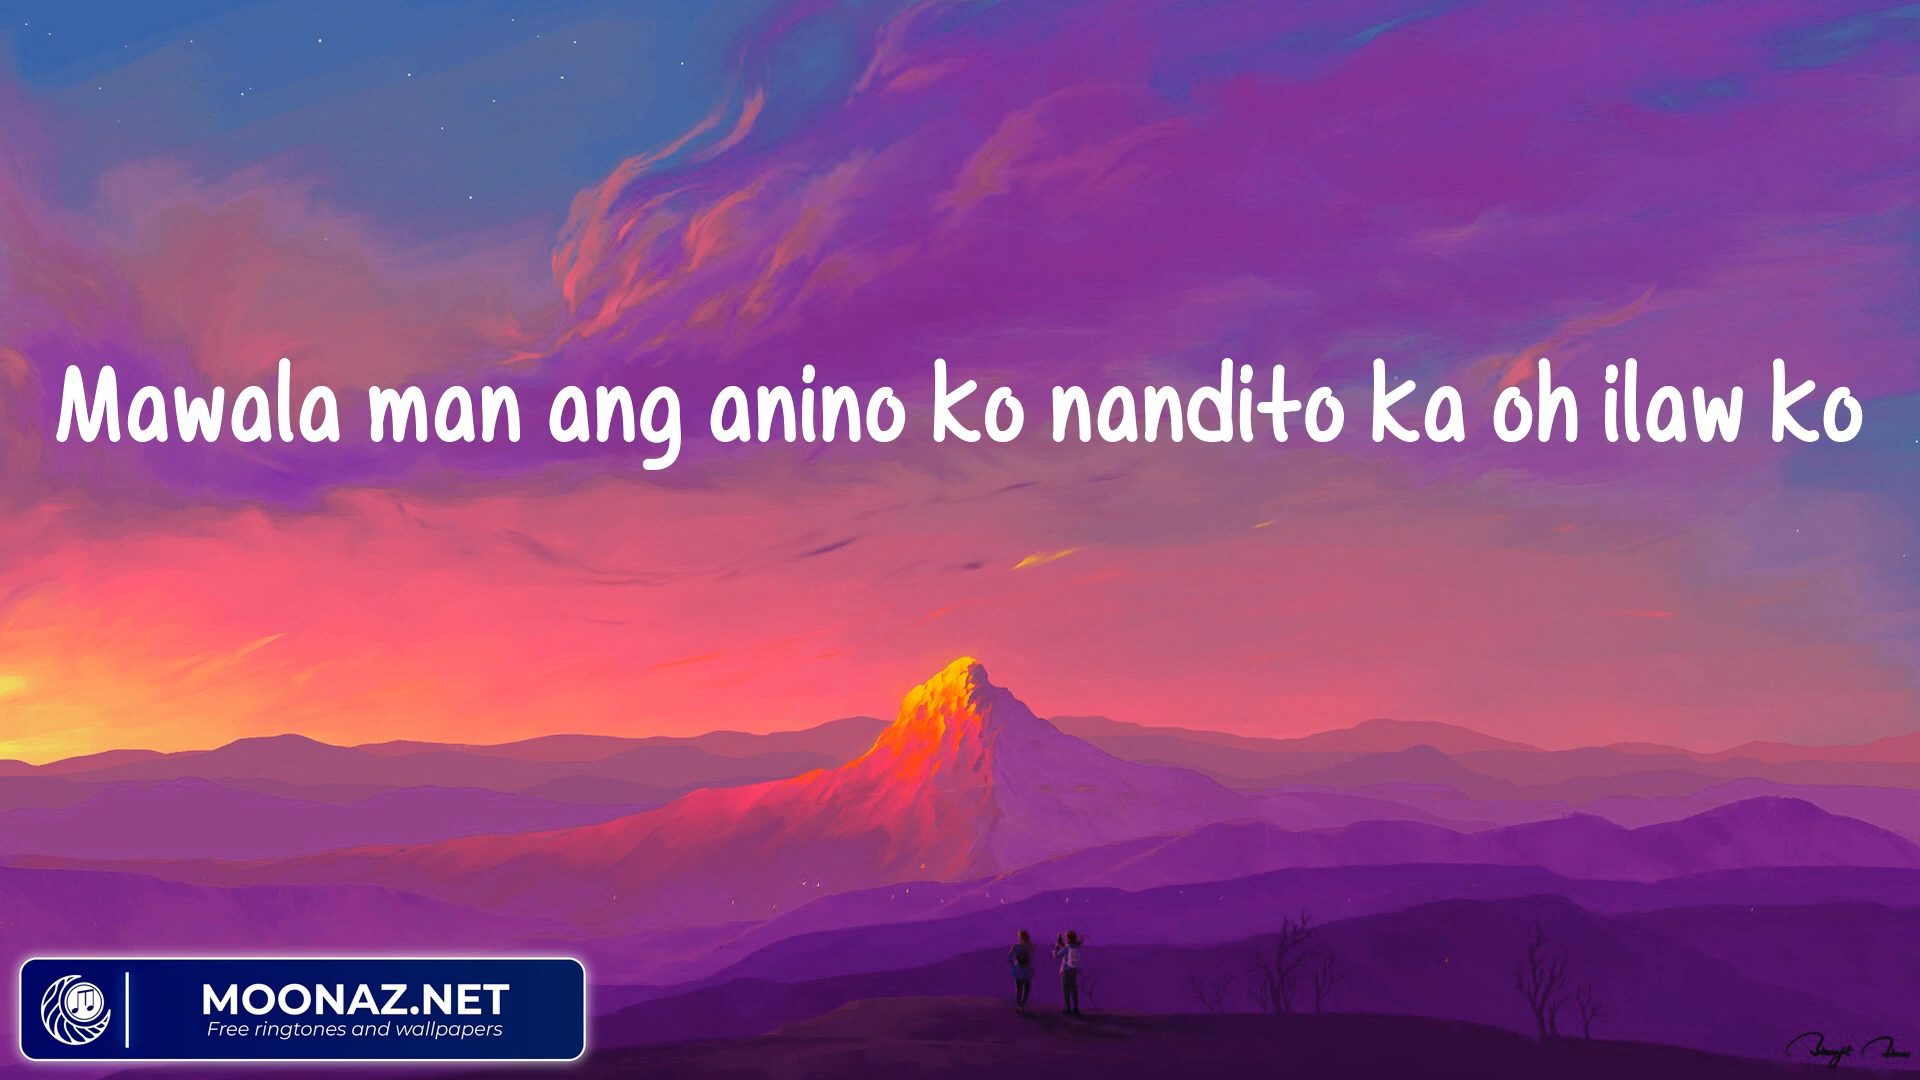 Mawala man ang anino ko nandito ka oh ilaw ko
MOONAZ.NET
Free ringtones and wallpapers